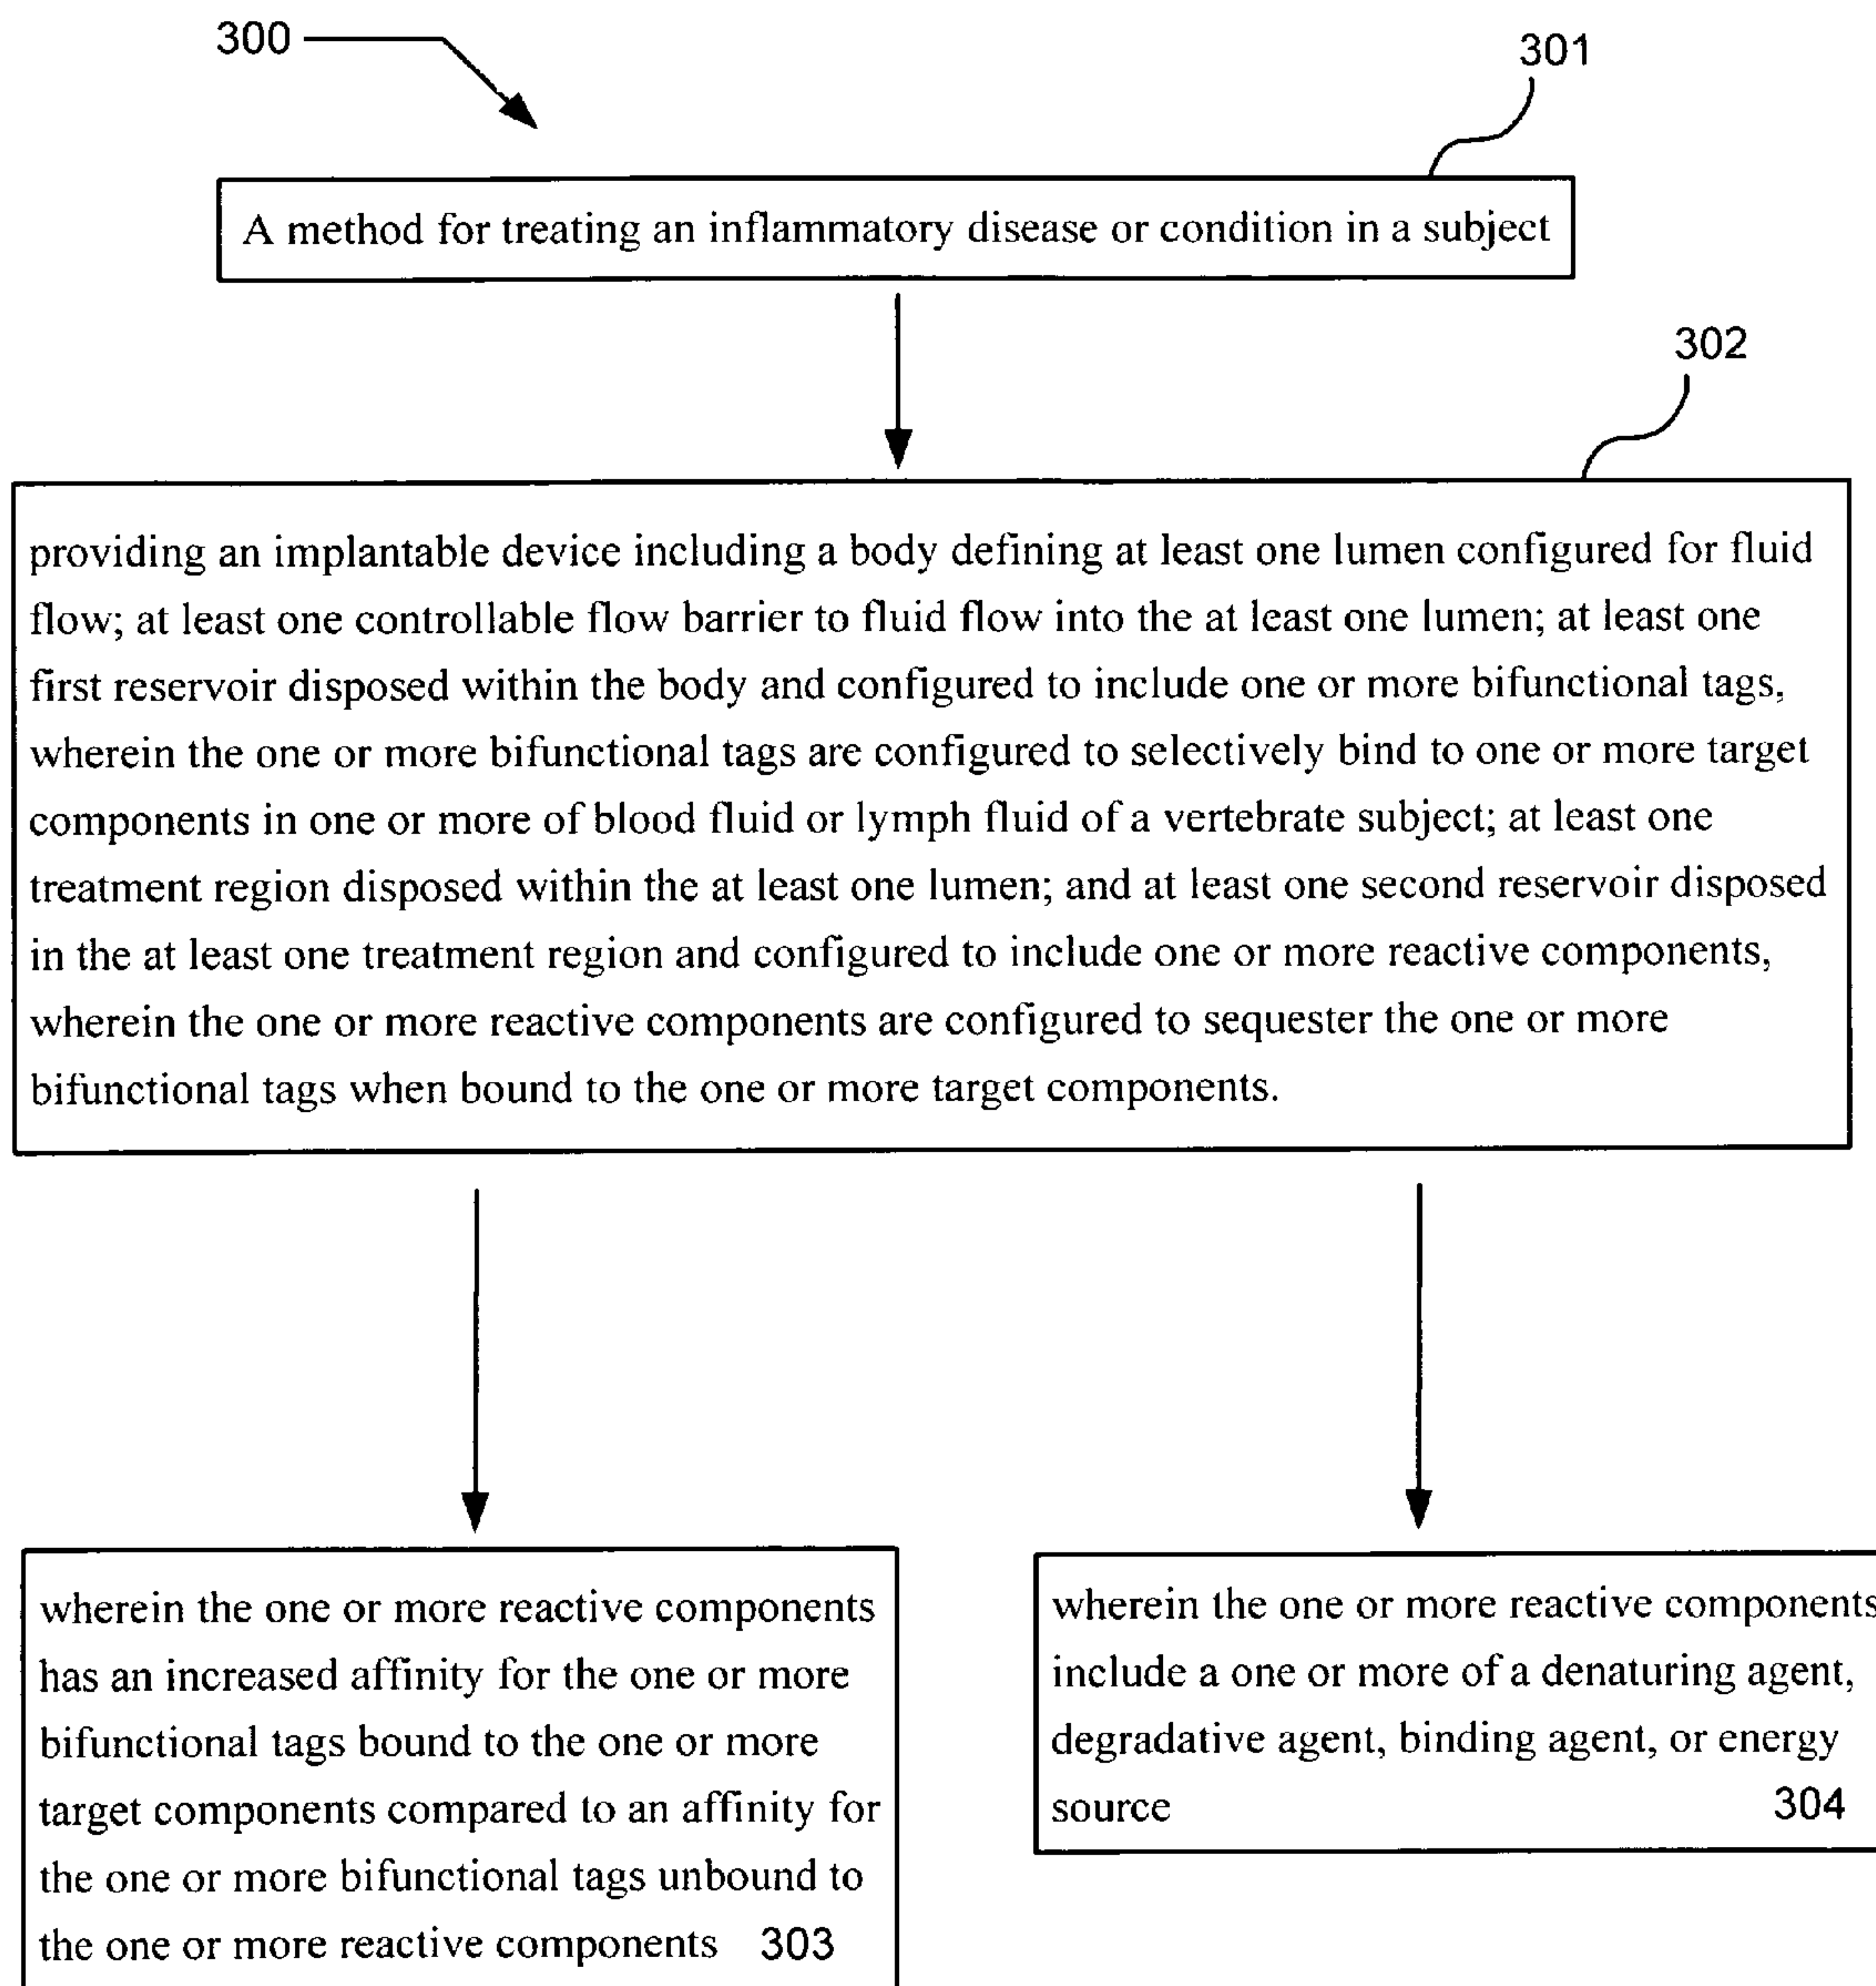 300
301
A method for treating an inflammatory disease or condition in a subject
302
providing an implantable device including a body defining at least one lumen configured for fluid
flow; at least one controllable flow barrier to fluid flow into the at least one lumen; at least one
first reservoir disposed within the body and configured to include one or more bifunctional tags,
wherein the one or more bifunctional tags are configured to selectively bind to one or more target
components in one or more of blood fluid or lymph fluid of a vertebrate subject; at least one
treatment region disposed within the at least one lumen; and at least one second reservoir disposed
in the at least one treatment region and configured to include one or more reactive components,
wherein the one or more reactive components are configured to sequester the one or more
bifunctional tags when bound to the one or more target components.
wherein the one or more reactive components
has an increased affinity for the one or more
bifunctional tags bound to the one or more
target components compared to an affinity for
the one or more bifunctional tags unbound to
the one or more reactive components 303
wherein the one or more reactive components
include a one or more of a denaturing agent,
degradative agent, binding agent, or energy
source 304